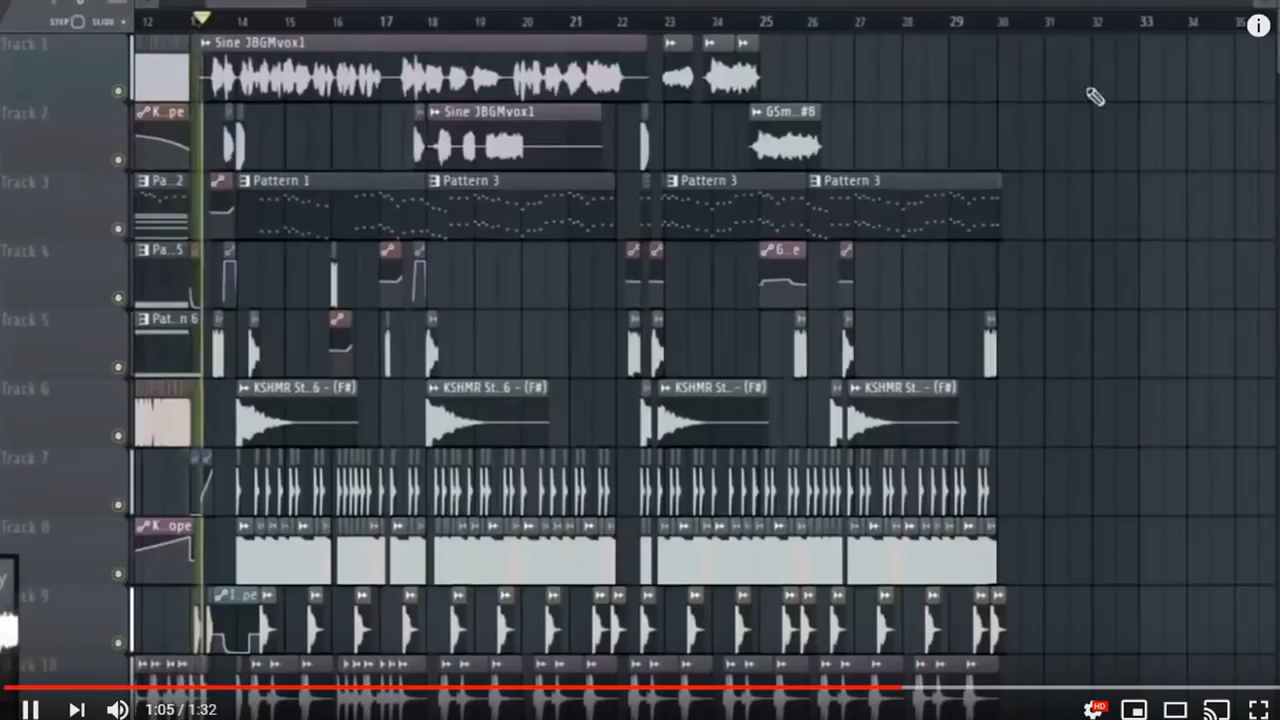 STEP SLIDE
12 14 15 16 17 18 19 20 21 22 23 24 25 26 27 28 29 30 31 32 33 34 35
Track 1
Sine JBGMvox1
Track 2
K..pe
Sine JBGMvox1
GSm..#8
Track 3
Pa...2
Pattern 1
Pattern 3
Pattern 3
Pattern 3
Track 4
Pa...5
G..e
Track 5
Pat..n 6
Track 6
KSHMR St..6 - (F#)
KSHMR St..6 - (F#)
KSHMR St..- (F#)
KSHMR St..- (F#)
Track 7
Track 8
K..ope
I..pe
1:05 / 1:32
HD